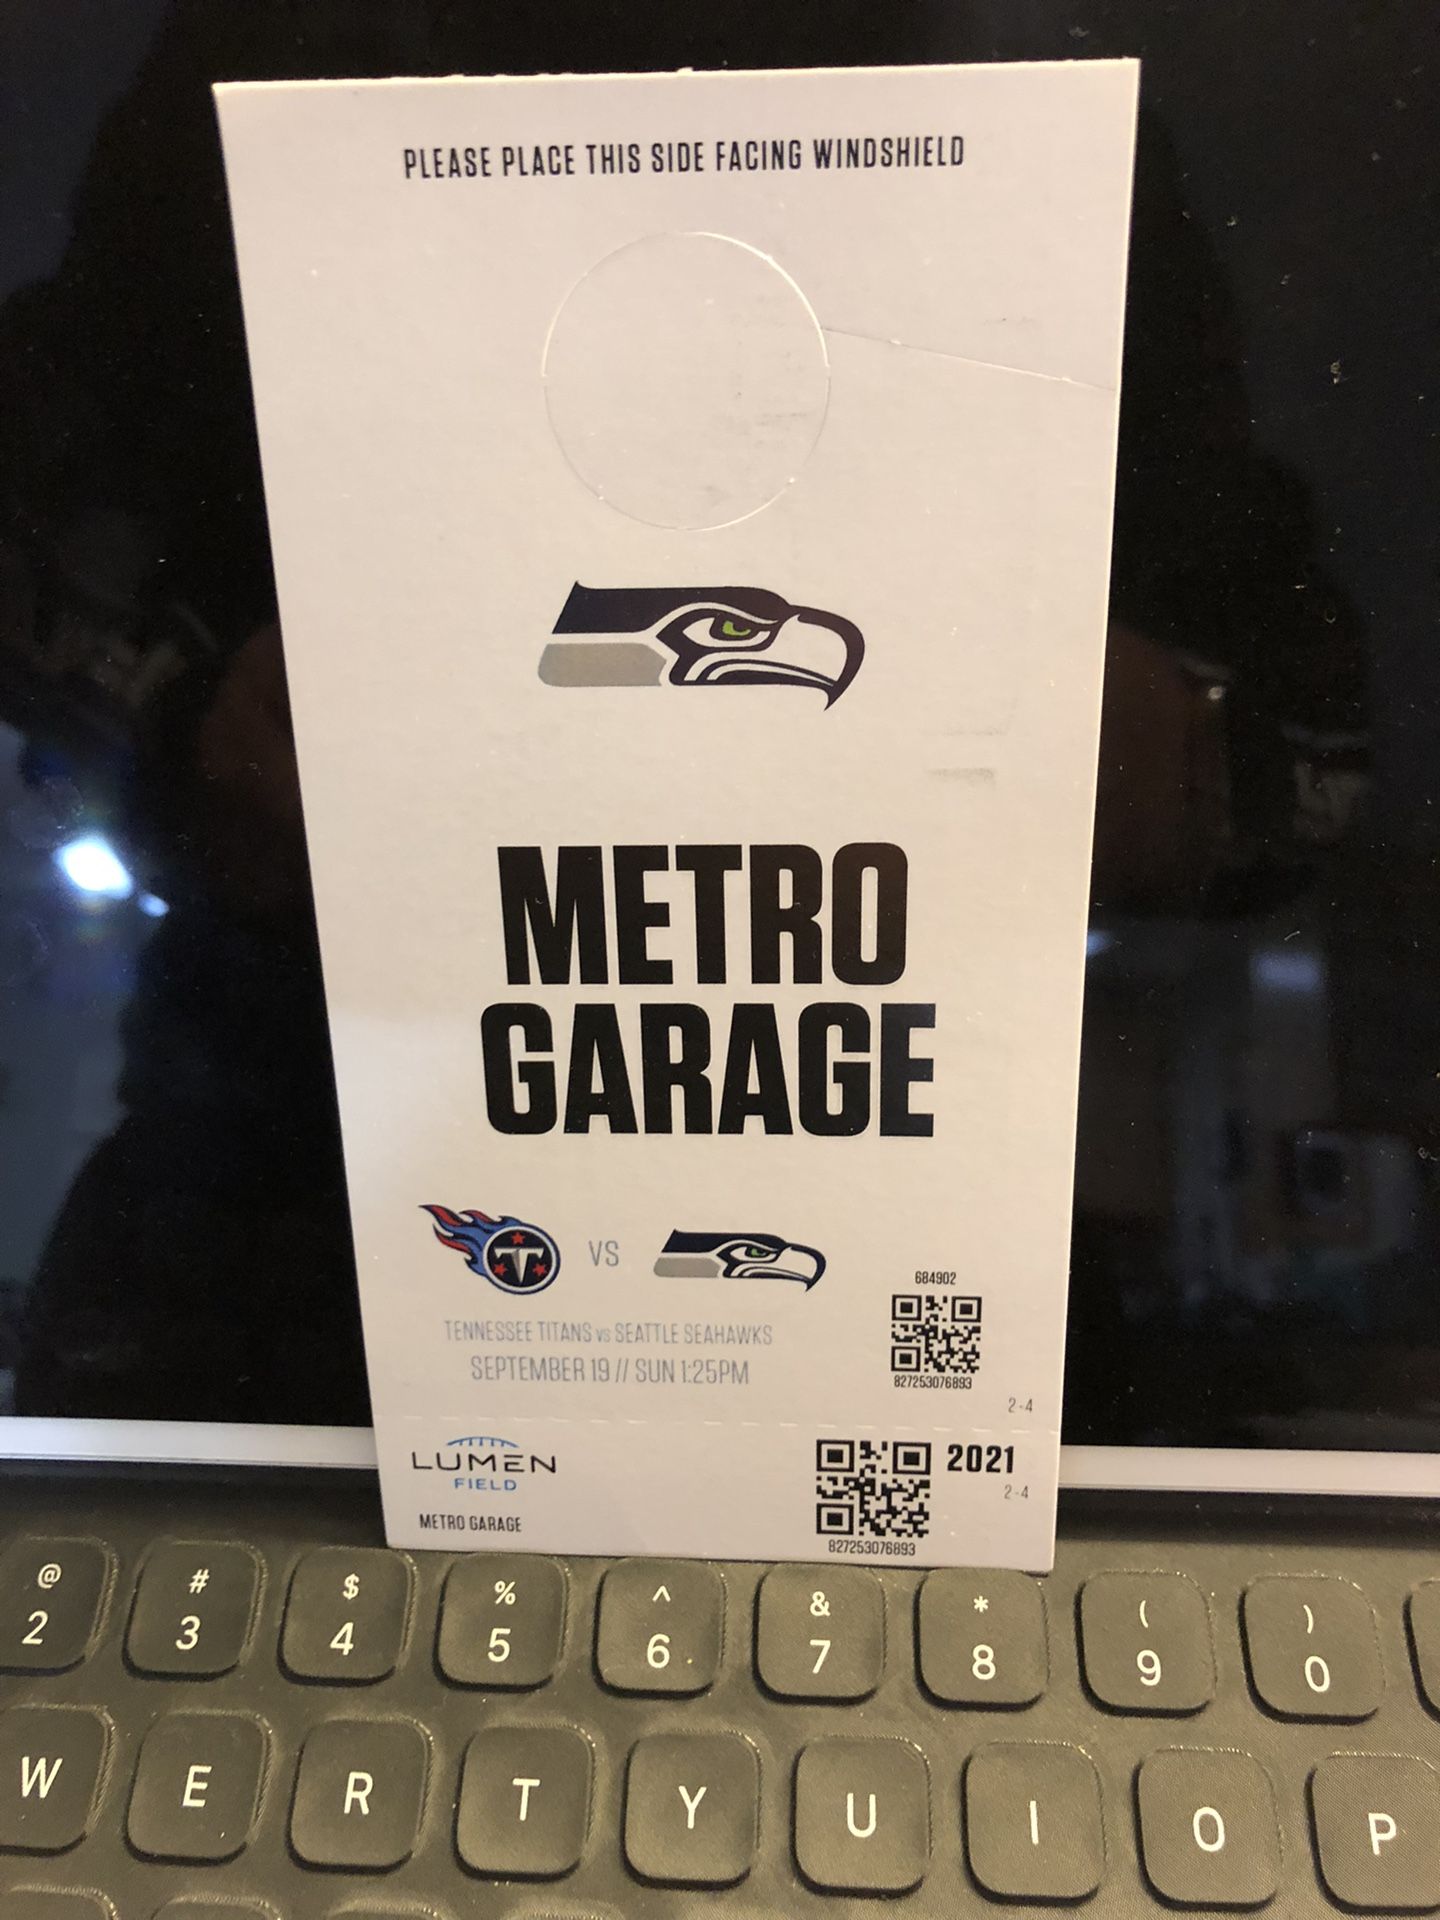 PLEASE PLACE THIS SIDE FACING WINDSHIELD
METRO
GARAGE
T
VS
TENNESSEE TITANS vs SEATTLE SEAHAWKS
SEPTEMBER 19 // SUN 1:25PM
684902
827253076893
2-4
LUMEN
FIELD
METRO GARAGE
2021
2-4
827253076893
@ # $ % ^ & * ( )
2 3 4 5 6 7 8 9 0
W E R T Y U I O P